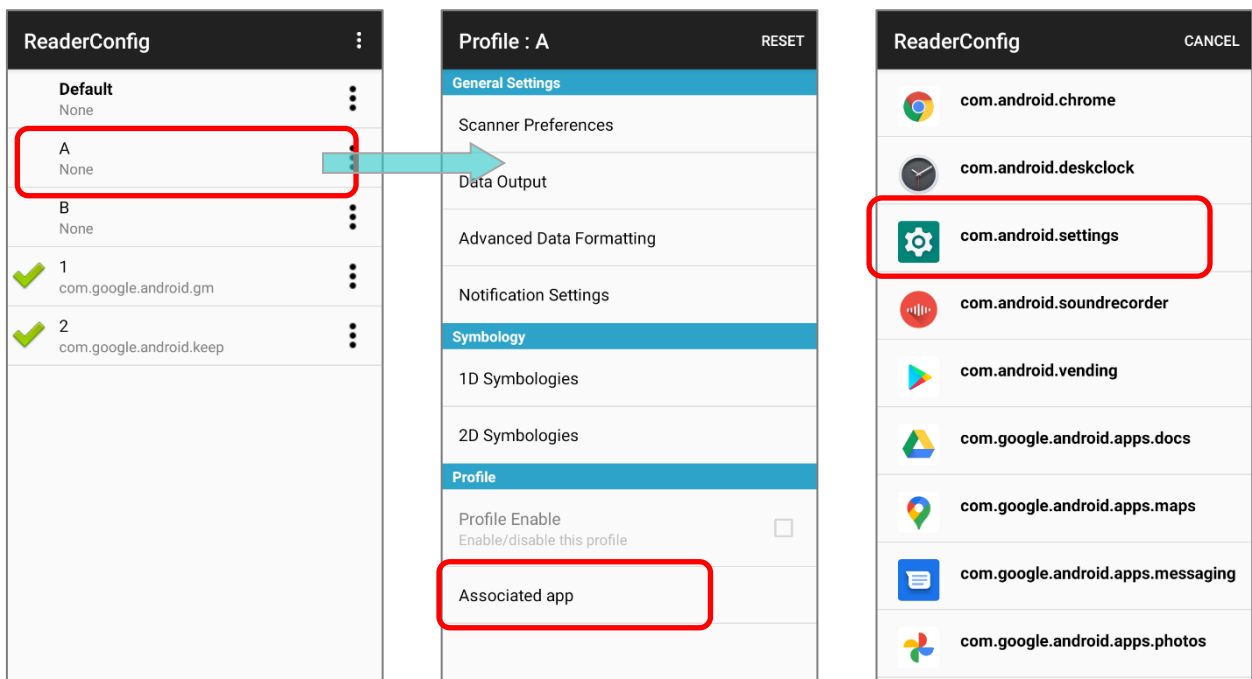 ReaderConfig
Default
None
A
None
B
None
1
com.google.android.gm
2
com.google.android.keep
Profile : A
RESET
General Settings
Scanner Preferences
Data Output
Advanced Data Formatting
Notification Settings
Symbology
1D Symbologies
2D Symbologies
Profile
Profile Enable
Enable/disable this profile
Associated app
ReaderConfig
CANCEL
com.android.chrome
com.android.deskclock
com.android.settings
com.android.soundrecorder
com.android.vending
com.google.android.apps.docs
com.google.android.apps.maps
com.google.android.apps.messaging
com.google.android.apps.photos